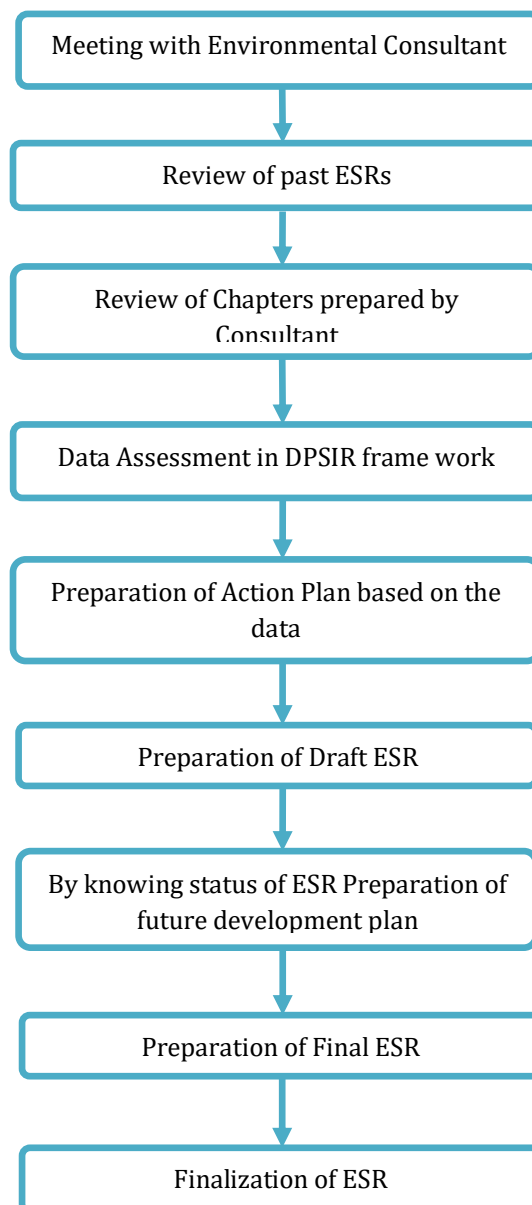 Meeting with Environmental Consultant
Review of past ESRs
Review of Chapters prepared by
Consultant
Data Assessment in DPSIR frame work
Preparation of Action Plan based on the
data
Preparation of Draft ESR
By knowing status of ESR Preparation of
future development plan
Preparation of Final ESR
Finalization of ESR